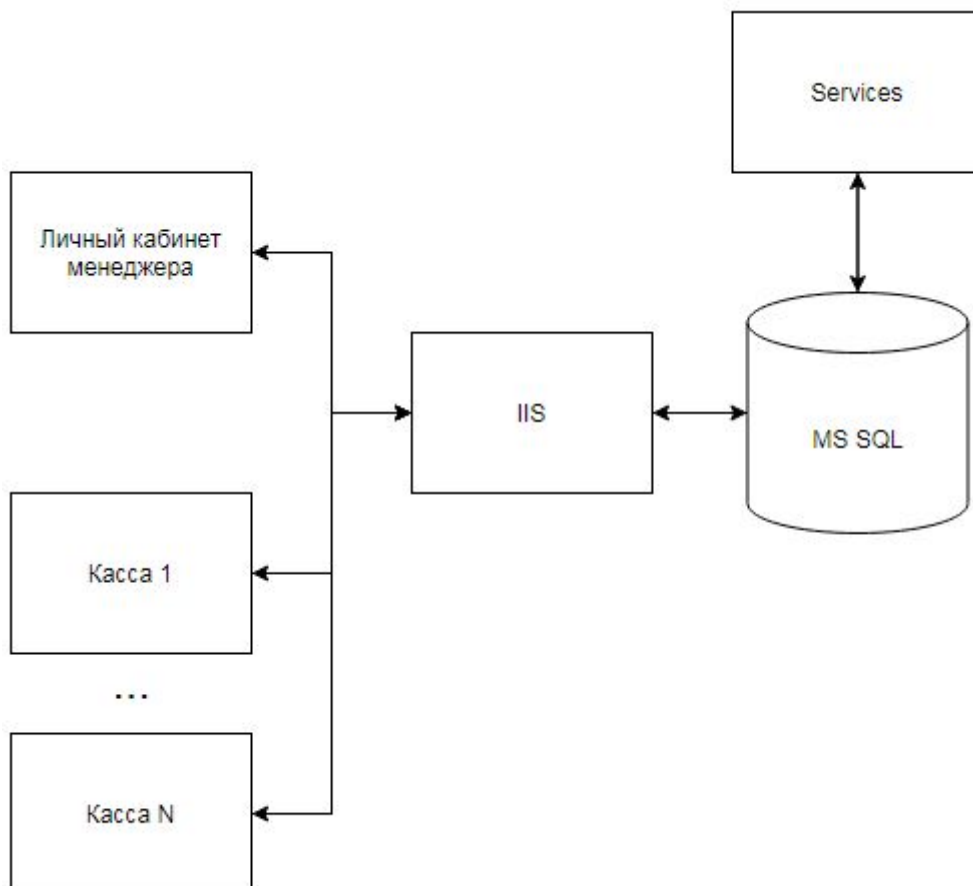 Services
Личный кабинет
менеджера
IIS
MS SQL
Касса 1
...
Касса N